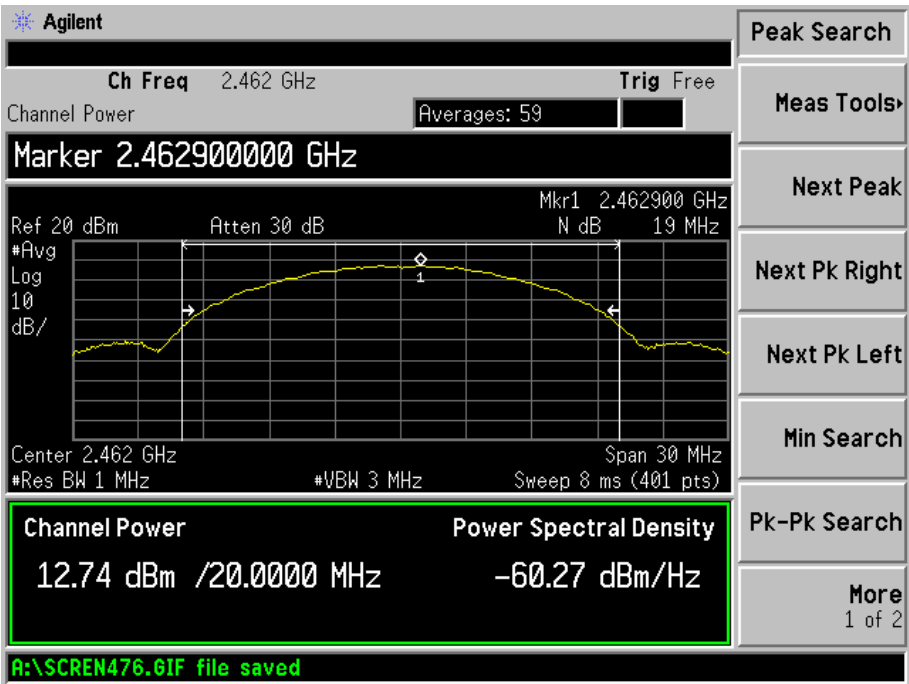 Agilent
Peak Search
Ch Freq 2.462 GHz Trig Free
Channel Power Averages: 59
Meas Tools
Marker 2.462900000 GHz
Next Peak
Mkr1 2.462900 GHz
Ref 20 dBm Atten 30 dB N dB 19 MHz
#Avg
Log
10
dB/
1
Next Pk Right
Next Pk Left
Min Search
Center 2.462 GHz Span 30 MHz
#Res BW 1 MHz #VBW 3 MHz Sweep 8 ms (401 pts)
Channel Power Power Spectral Density
Pk-Pk Search
12.74 dBm /20.0000 MHz -60.27 dBm/Hz
More
1 of 2
A:\SCREN476.GIF file saved